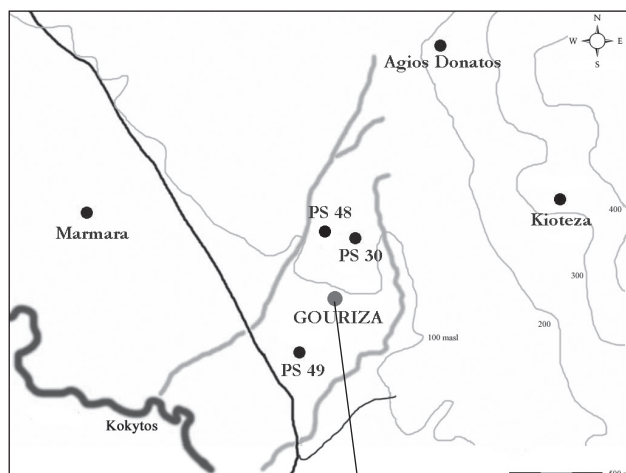 N
W E
S
Agios Donatos
400
Kioteza
PS 48
Marmara
PS 30
300
GOURIZA
200
100 masl
PS 49
Kokytos